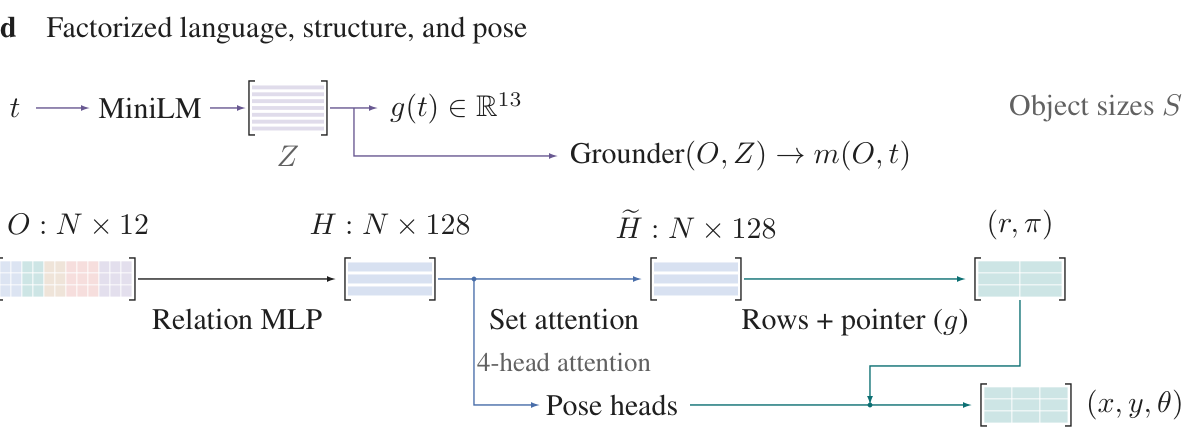 d Factorized language, structure, and pose
t MiniLM g(t) ∈ ℝ¹³ Object sizes S
Z Grounder(O, Z) → m(O, t)
O : N × 12 H : N × 128 H̃ : N × 128 (r, π)
Relation MLP Set attention Rows + pointer (g)
4-head attention
Pose heads (x, y, θ)